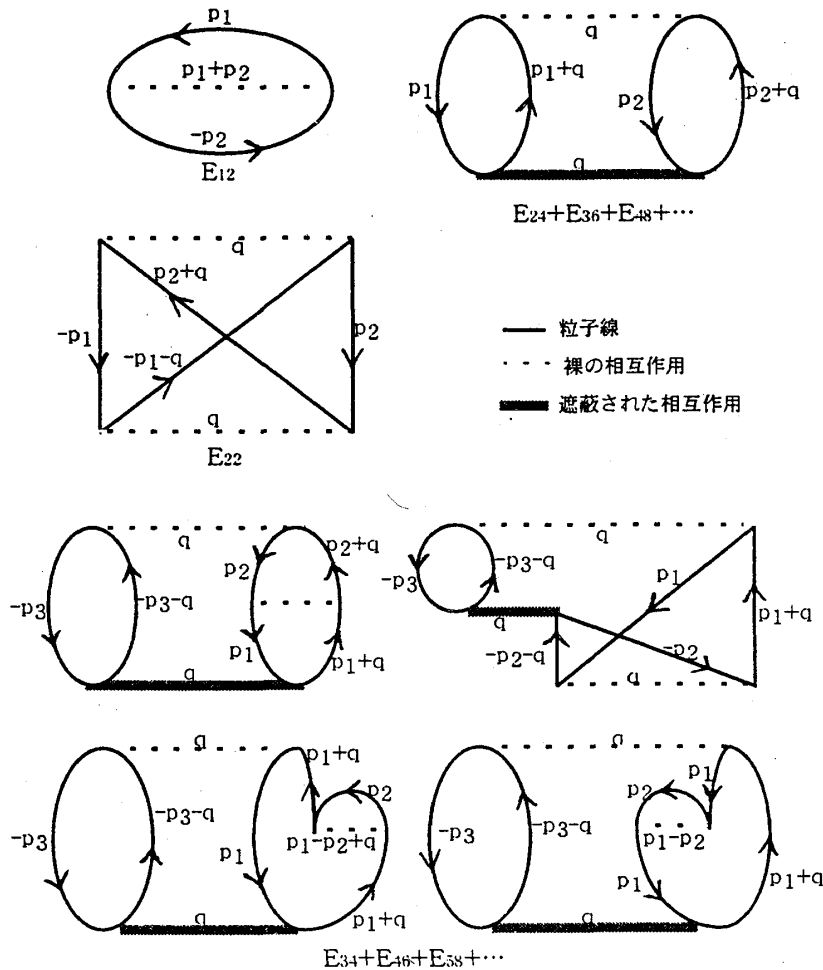 p₁
p₁+p₂
-p₂
E₁₂
q
p₁
p₁+q
p₂
p₂+q
q
E₂₄+E₃₆+E₄₈+⋯
q
p₂+q
-p₁
-p₁-q
p₂
q
E₂₂
粒子線
裸の相互作用
遮蔽された相互作用
q
-p₃
-p₃-q
p₂
p₂+q
p₁
p₁+q
q
q
-p₃
-p₃-q
q
p₁
p₁+q
-p₂-q
-p₂
q
q
p₁+q
p₂
-p₃
-p₃-q
p₁
p₁-p₂+q
p₁+q
q
q
p₁
p₂
-p₃
-p₃-q
p₁-p₂
p₁
p₁+q
q
E₃₄+E₄₆+E₅₈+⋯